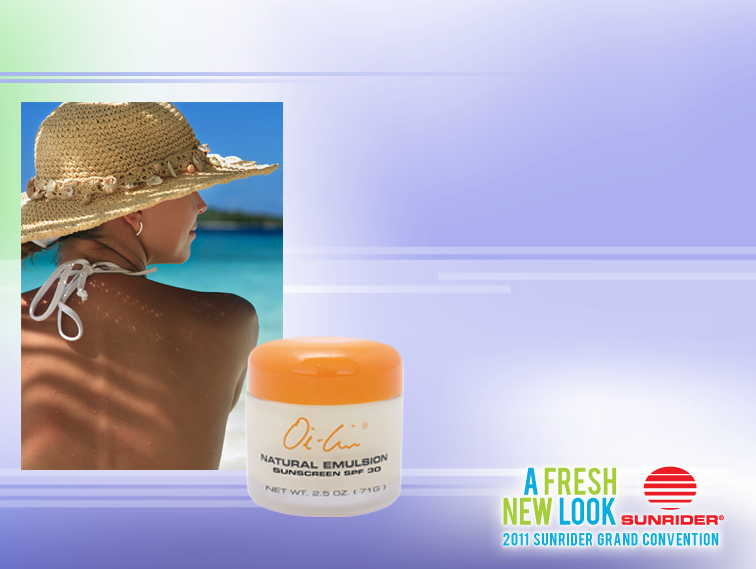 Oi-Lin®
NATURAL EMULSION
SUNSCREEN SPF 30
NET WT. 2.5 OZ. (71G)
A FRESH
NEW LOOK
SUNRIDER®
2011 SUNRIDER GRAND CONVENTION